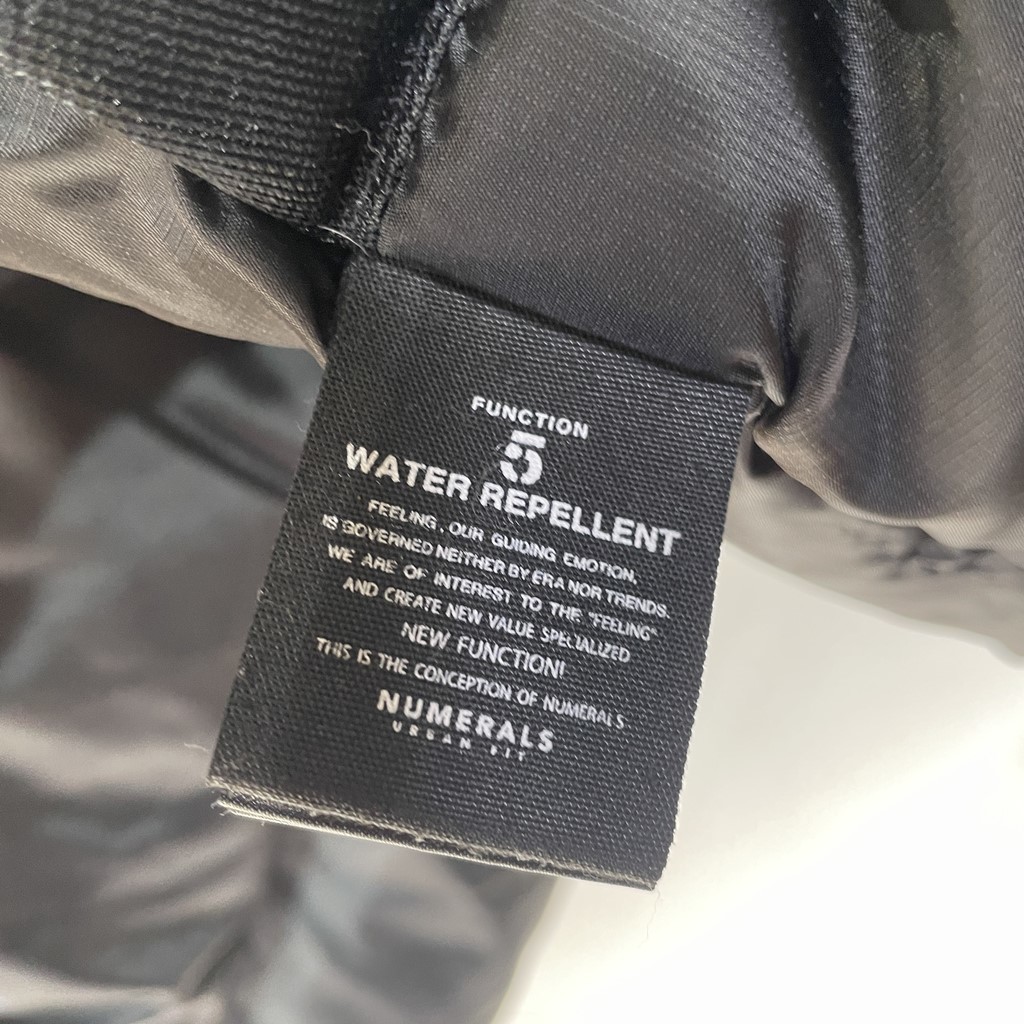 FUNCTION
5
WATER REPELLENT
FEELING, OUR GUIDING EMOTION,
IS GOVERNED NEITHER BY ERA NOR TRENDS.
WE ARE OF INTEREST TO THE "FEELING"
AND CREATE NEW VALUE SPECIALIZED
NEW FUNCTION!
THIS IS THE CONCEPTION OF NUMERALS
NUMERALS
URBAN FIT